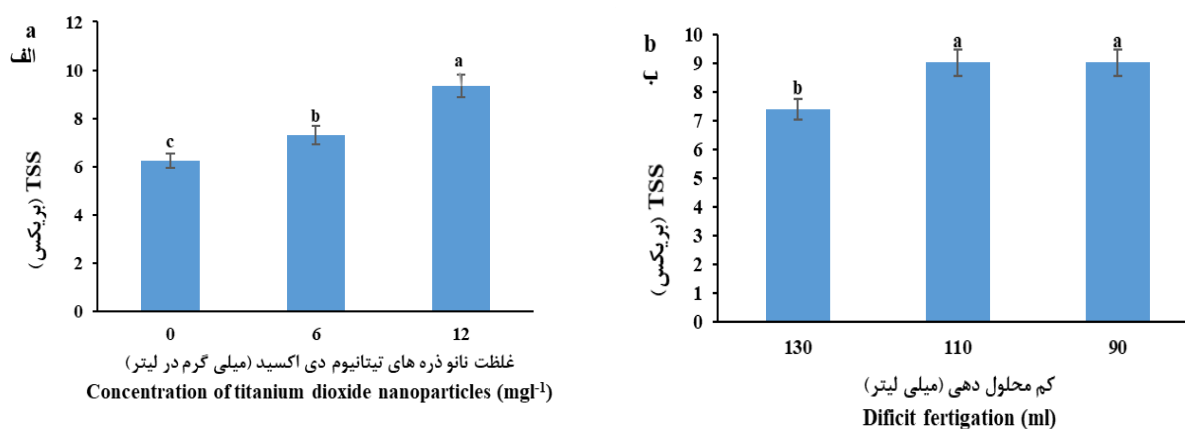 a
الف
TSS (بریکس)
12
10
8
6
4
2
0
c
b
a
0 6 12
غلظت نانو ذره های تیتانیوم دی اکسید (میلی گرم در لیتر)
Concentration of titanium dioxide nanoparticles (mgl⁻¹)
b
ب
TSS (بریکس)
10
9
8
7
6
5
4
3
2
1
0
b
a
a
130 110 90
کم محلول دهی (میلی لیتر)
Dificit fertigation (ml)